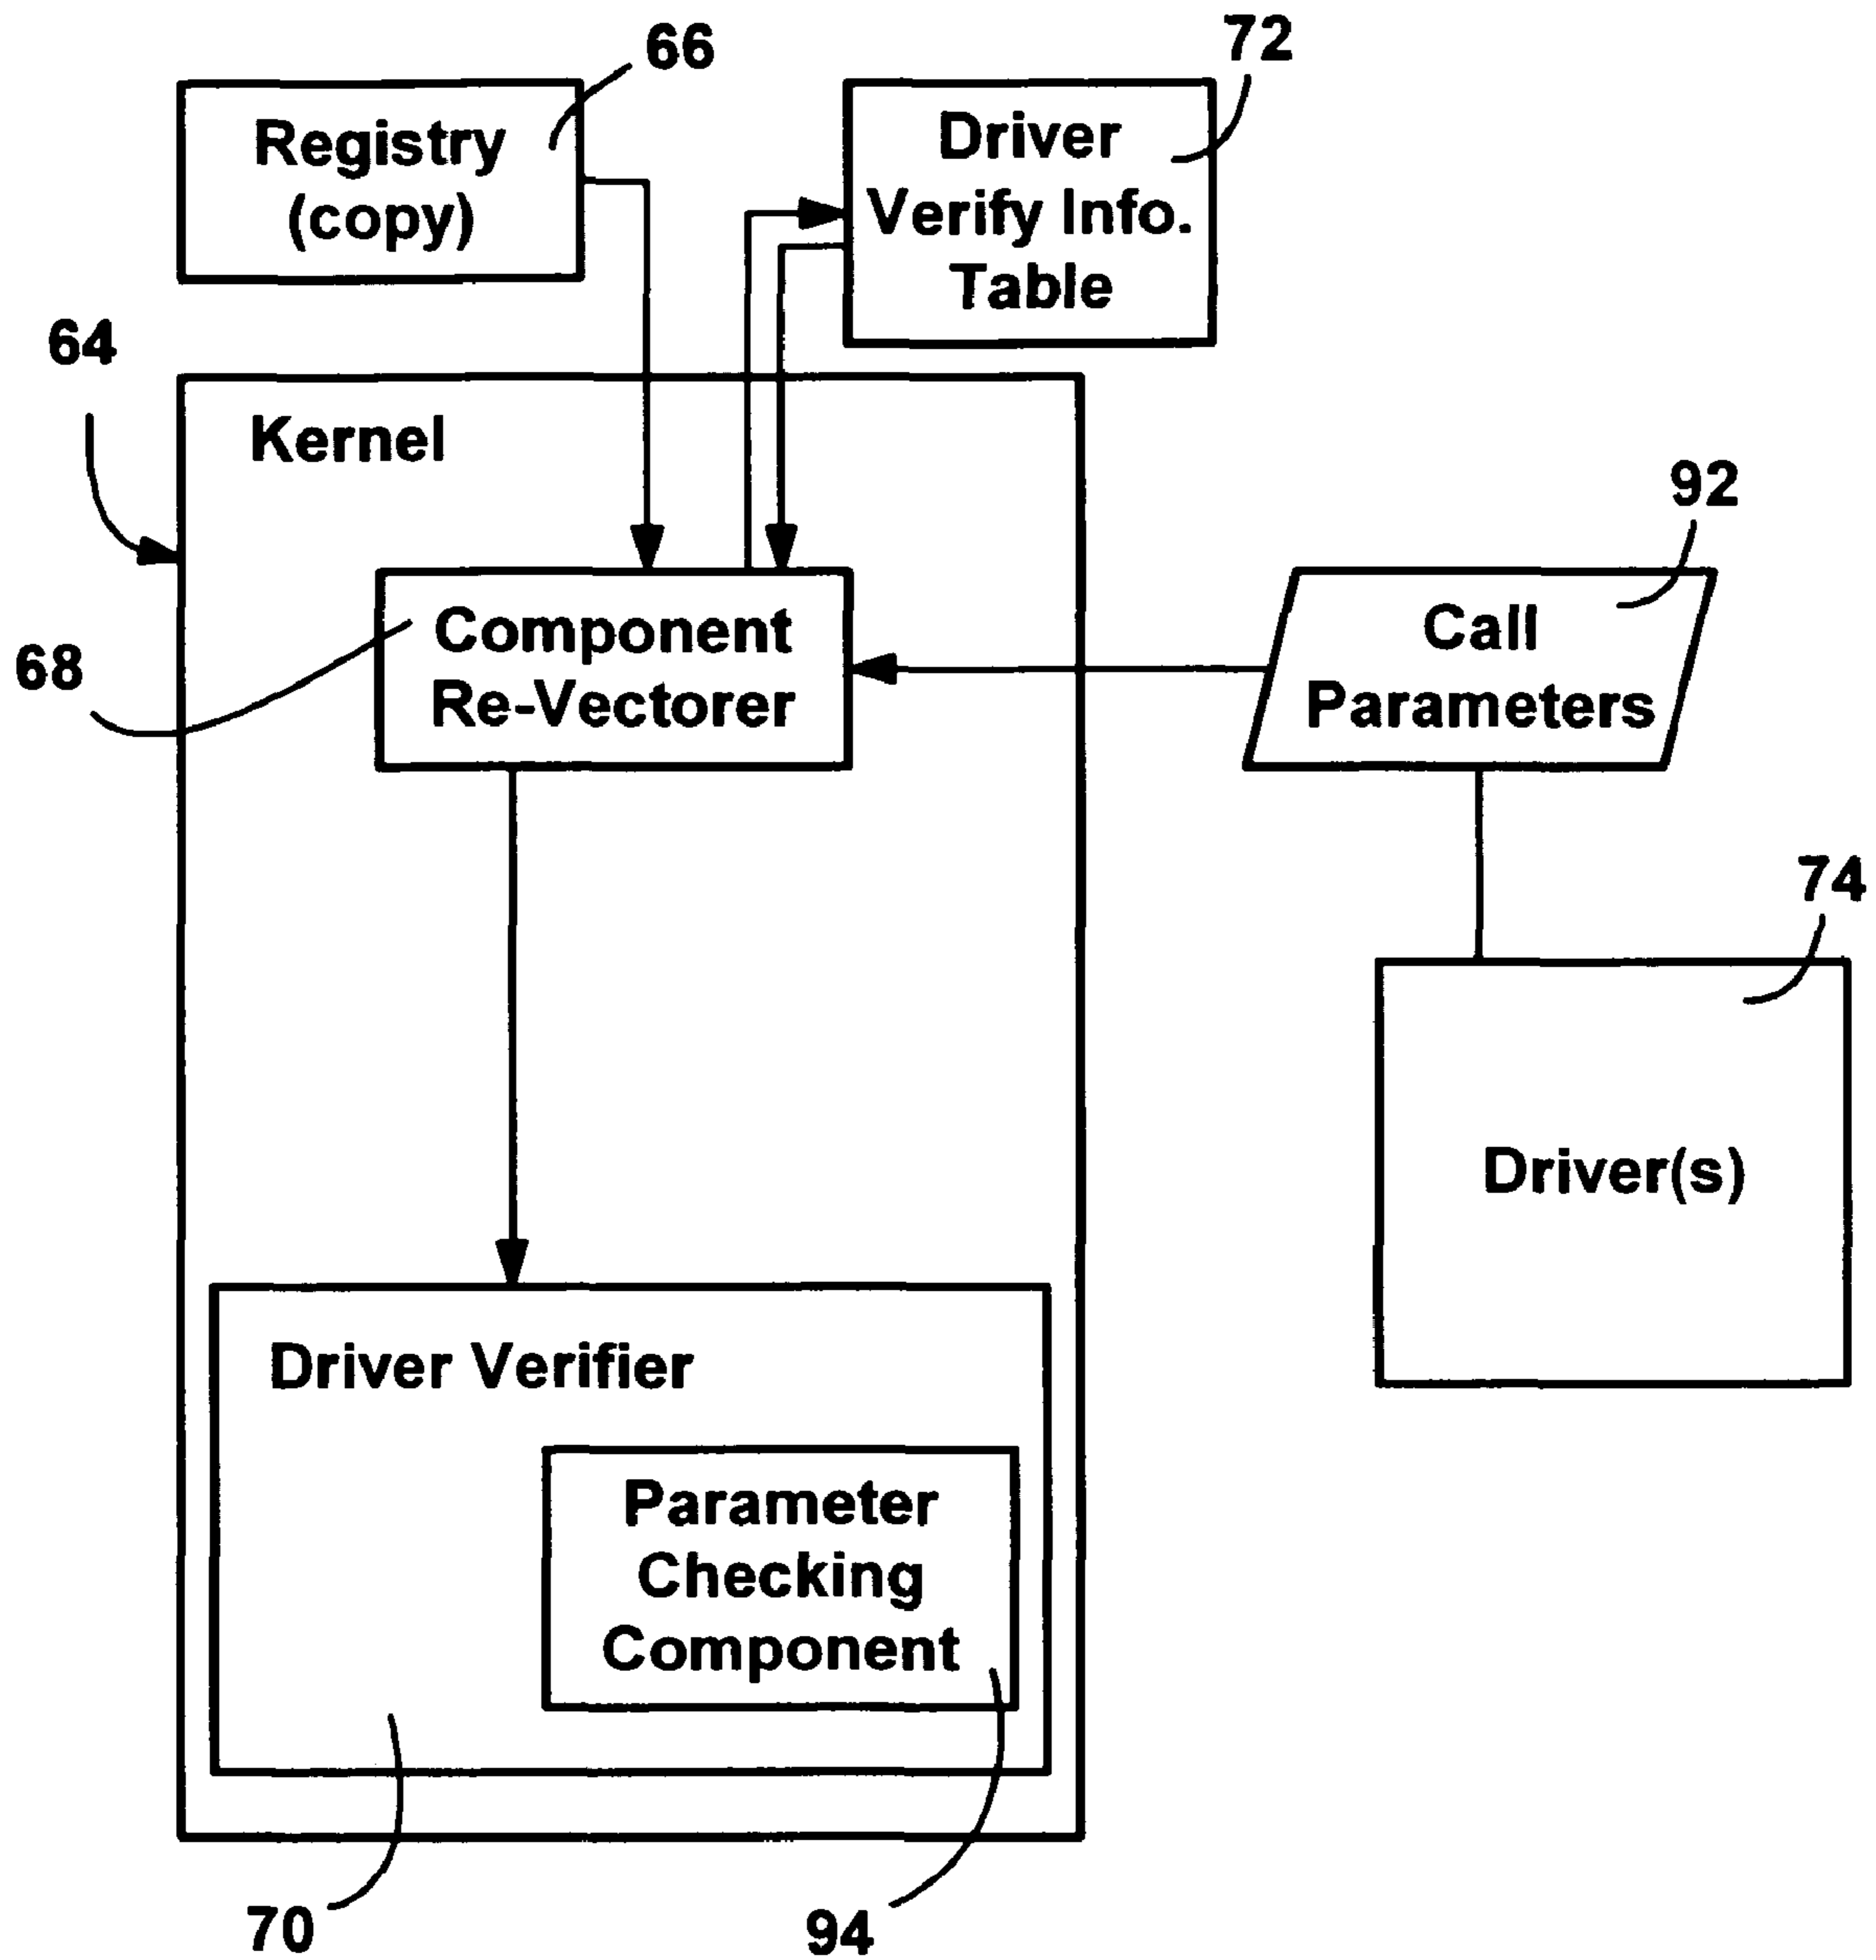 66
72
Registry
(copy)
Driver
Verify Info.
Table
64
Kernel
92
Component
Re-Vectorer
Call
Parameters
68
74
Driver(s)
Driver Verifier
Parameter
Checking
Component
70
94